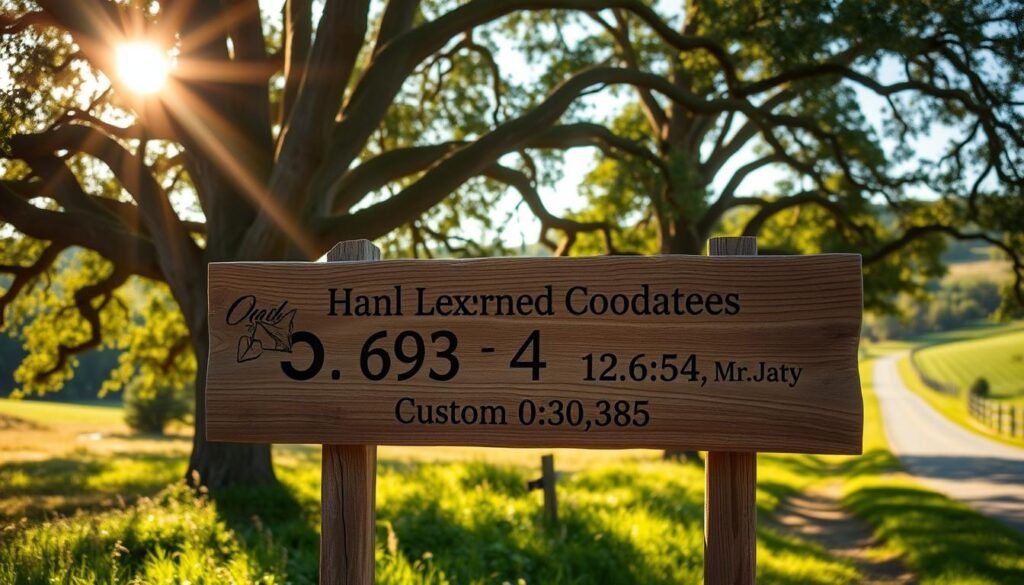 Hanl Lex:rned Coodatees
Ɔ. 693 - 4 12.6:54, Mr.Jaty
Custom 0:30,385